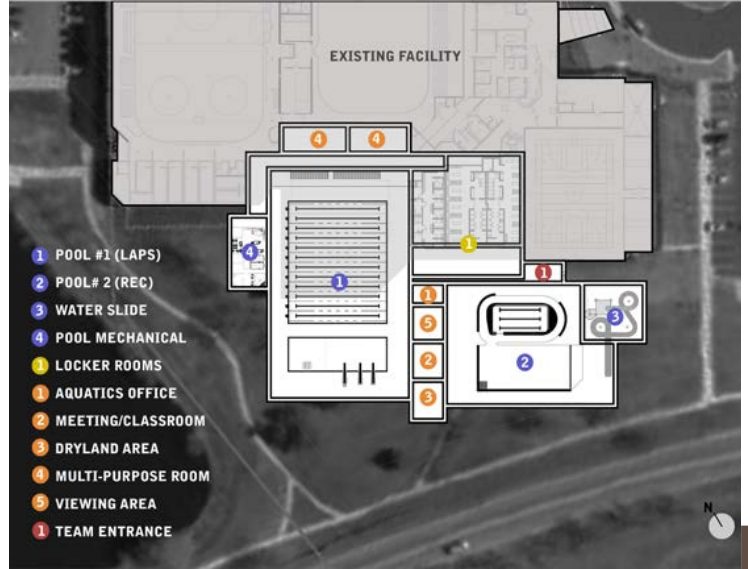 EXISTING FACILITY
4 4
1
4
1
1
1
3
5
2
2
3
1 POOL #1 (LAPS)
2 POOL# 2 (REC)
3 WATER SLIDE
4 POOL MECHANICAL
1 LOCKER ROOMS
1 AQUATICS OFFICE
2 MEETING/CLASSROOM
3 DRYLAND AREA
4 MULTI-PURPOSE ROOM
5 VIEWING AREA
1 TEAM ENTRANCE
N